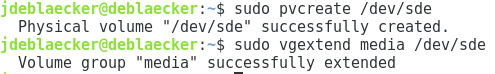 jdeblaecker@deblaecker:~$ sudo pvcreate /dev/sde
  Physical volume "/dev/sde" successfully created.
jdeblaecker@deblaecker:~$ sudo vgextend media /dev/sde
  Volume group "media" successfully extended